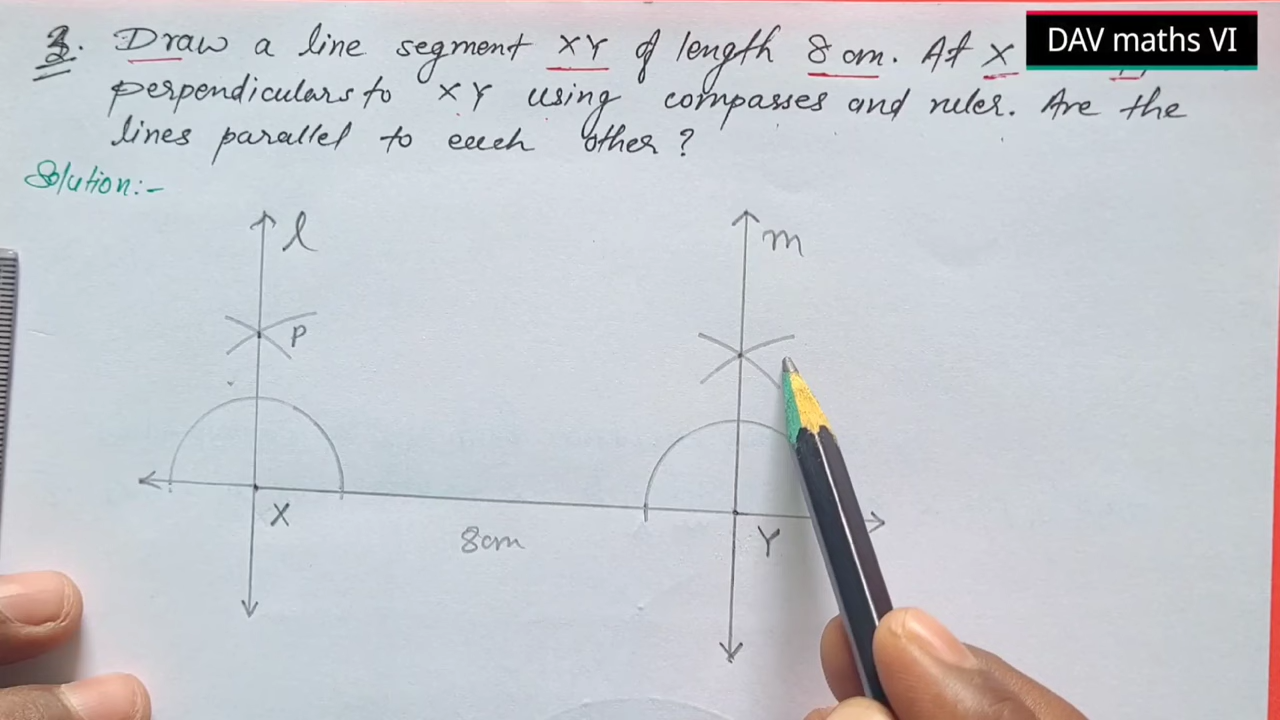 3. Draw a line segment XY of length 8 cm. At X
DAV maths VI
perpendiculars to XY using compasses and ruler. Are the
lines parallel to each other?
Solution:-
l
m
P
X
8cm
Y